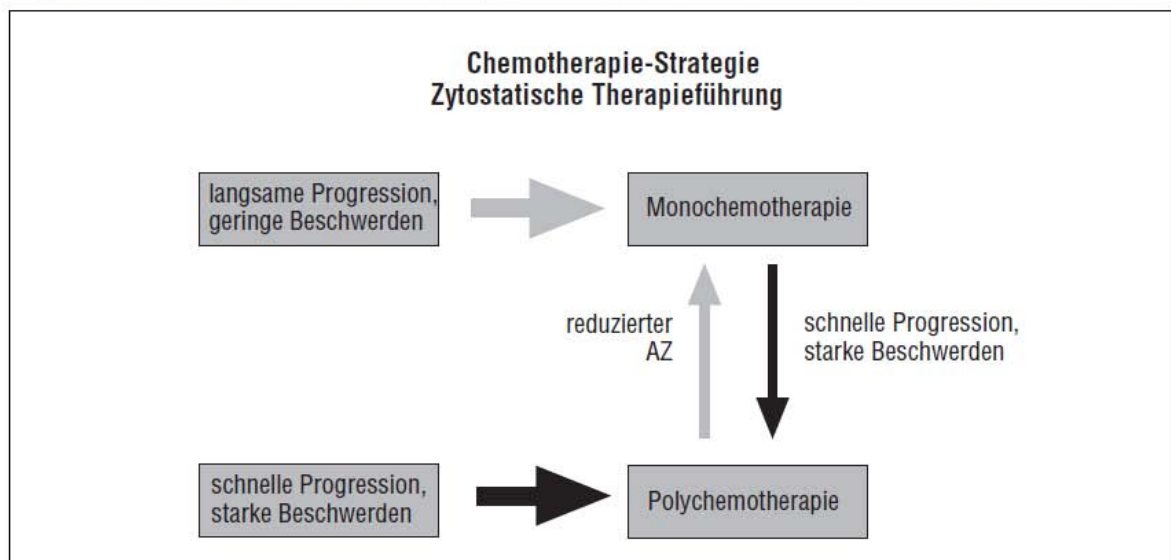 Chemotherapie-Strategie
Zytostatische Therapieführung
langsame Progression,
geringe Beschwerden
Monochemotherapie
reduzierter
AZ
schnelle Progression,
starke Beschwerden
schnelle Progression,
starke Beschwerden
Polychemotherapie